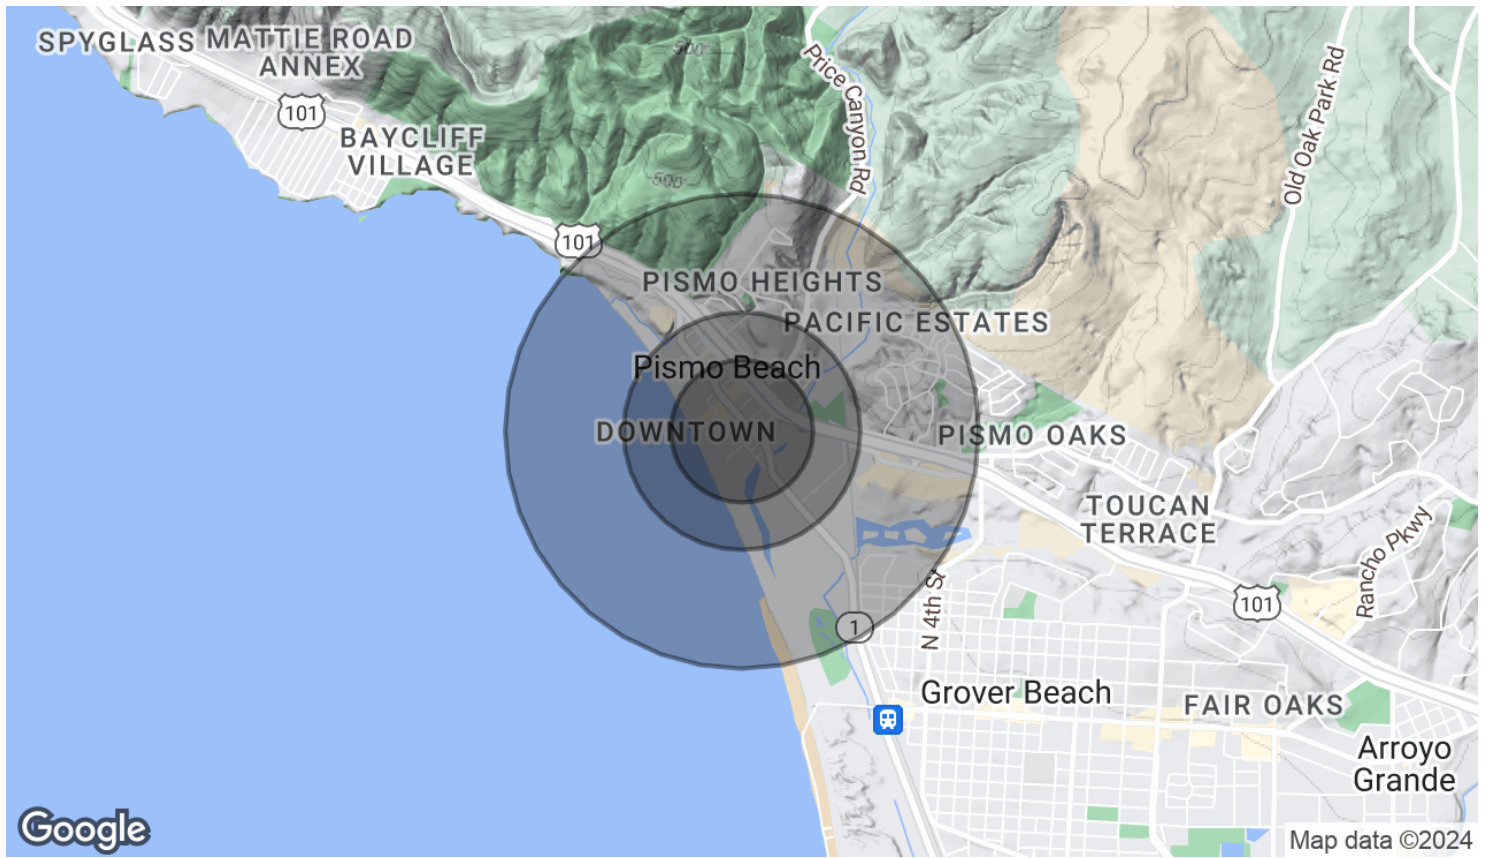 SPYGLASS
MATTIE ROAD
ANNEX
500
Price Canyon Rd
Old Oak Park Rd
101
BAYCLIFF
VILLAGE
500
101
PISMO HEIGHTS
PACIFIC ESTATES
Pismo Beach
DOWNTOWN
PISMO OAKS
TOUCAN
TERRACE
Rancho Pkwy
101
N 4th St
1
Grover Beach
FAIR OAKS
Arroyo
Grande
Google
Map data ©2024